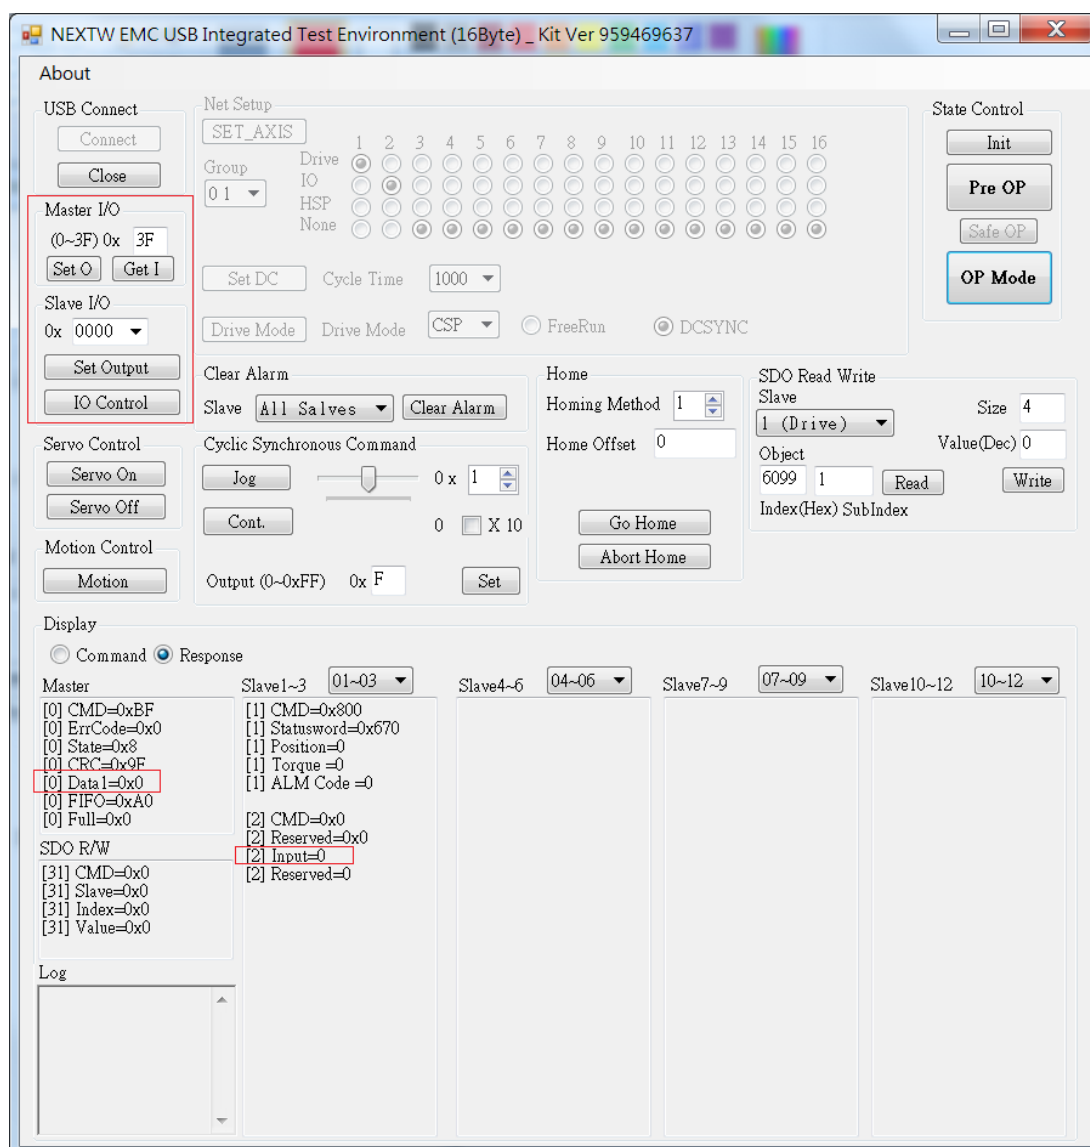 NEXTW EMC USB Integrated Test Environment (16Byte) _ Kit Ver 959469637
About
USB Connect
Connect
Close
Master I/O
(0~3F) 0x 3F
Set O Get I
Slave I/O
0x 0000
Set Output
IO Control
Servo Control
Servo On
Servo Off
Motion Control
Motion
Net Setup
SET_AXIS
1 2 3 4 5 6 7 8 9 10 11 12 13 14 15 16
Group
0 1
Drive
IO
HSP
None
Set DC Cycle Time 1000
Drive Mode Drive Mode CSP FreeRun DCSYNC
State Control
Init
Pre OP
Safe OP
OP Mode
Clear Alarm
Slave All Salves Clear Alarm
Cyclic Synchronous Command
Jog 0 x 1
Cont. 0 X 10
Output (0~0xFF) 0x F Set
Home
Homing Method 1
Home Offset 0
Go Home
Abort Home
SDO Read Write
Slave
1 (Drive)
Size 4
Value(Dec) 0
Object
6099 1 Read Write
Index(Hex) SubIndex
Display
Command Response
Master
[0] CMD=0xBF
[0] ErrCode=0x0
[0] State=0x8
[0] CRC=0x9F
[0] Data1=0x0
[0] FIFO=0xA0
[0] Full=0x0
SDO R/W
[31] CMD=0x0
[31] Slave=0x0
[31] Index=0x0
[31] Value=0x0
Log
Slave1~3 01~03
[1] CMD=0x800
[1] Statusword=0x670
[1] Position=0
[1] Torque =0
[1] ALM Code =0
[2] CMD=0x0
[2] Reserved=0x0
[2] Input=0
[2] Reserved=0
Slave4~6 04~06
Slave7~9 07~09
Slave10~12 10~12